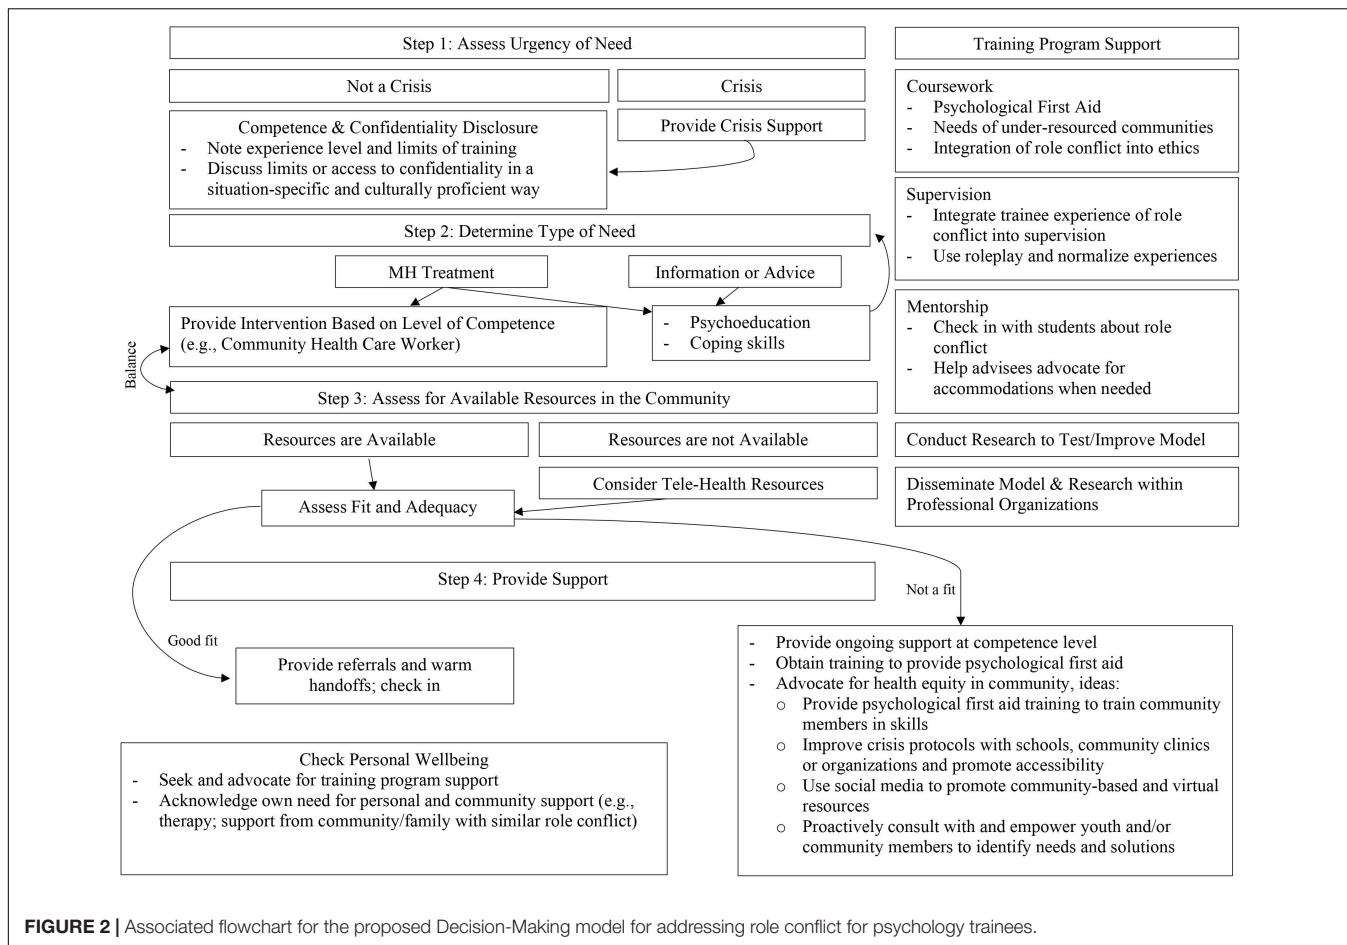 Step 1: Assess Urgency of Need
Not a Crisis
Crisis
Competence & Confidentiality Disclosure
- Note experience level and limits of training
- Discuss limits or access to confidentiality in a
situation-specific and culturally proficient way
Provide Crisis Support
Step 2: Determine Type of Need
MH Treatment
Information or Advice
Provide Intervention Based on Level of Competence
(e.g., Community Health Care Worker)
- Psychoeducation
- Coping skills
Balance
Step 3: Assess for Available Resources in the Community
Resources are Available
Resources are not Available
Consider Tele-Health Resources
Assess Fit and Adequacy
Step 4: Provide Support
Good fit
Not a fit
Provide referrals and warm
handoffs; check in
- Provide ongoing support at competence level
- Obtain training to provide psychological first aid
- Advocate for health equity in community, ideas:
o Provide psychological first aid training to train community
members in skills
o Improve crisis protocols with schools, community clinics
or organizations and promote accessibility
o Use social media to promote community-based and virtual
resources
o Proactively consult with and empower youth and/or
community members to identify needs and solutions
Check Personal Wellbeing
- Seek and advocate for training program support
- Acknowledge own need for personal and community support (e.g.,
therapy; support from community/family with similar role conflict)
Training Program Support
Coursework
- Psychological First Aid
- Needs of under-resourced communities
- Integration of role conflict into ethics
Supervision
- Integrate trainee experience of role
conflict into supervision
- Use roleplay and normalize experiences
Mentorship
- Check in with students about role
conflict
- Help advisees advocate for
accommodations when needed
Conduct Research to Test/Improve Model
Disseminate Model & Research within
Professional Organizations
FIGURE 2 | Associated flowchart for the proposed Decision-Making model for addressing role conflict for psychology trainees.